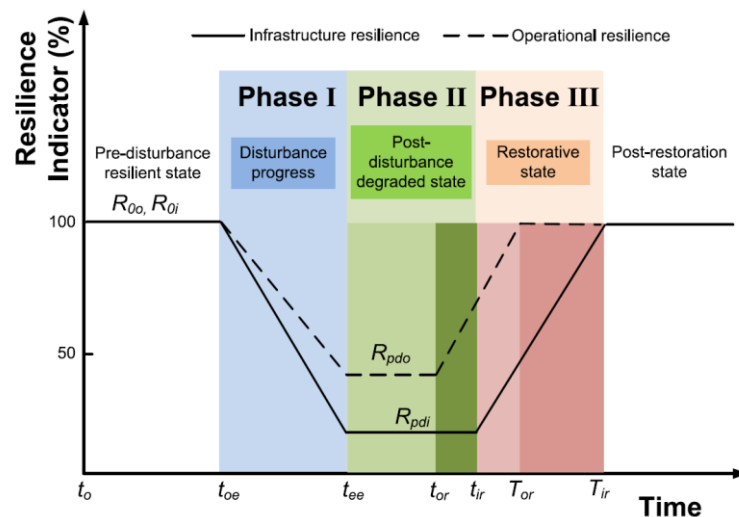 Resilience
Indicator (%)
Infrastructure resilience
Operational resilience
Phase I
Phase II
Phase III
Pre-disturbance
resilient state
Disturbance
progress
Post-
disturbance
degraded state
Restorative
state
Post-restoration
state
R0o, R0i
100
50
Rpdo
Rpdi
to
toe
tee
tor
tir
Tor
Tir
Time